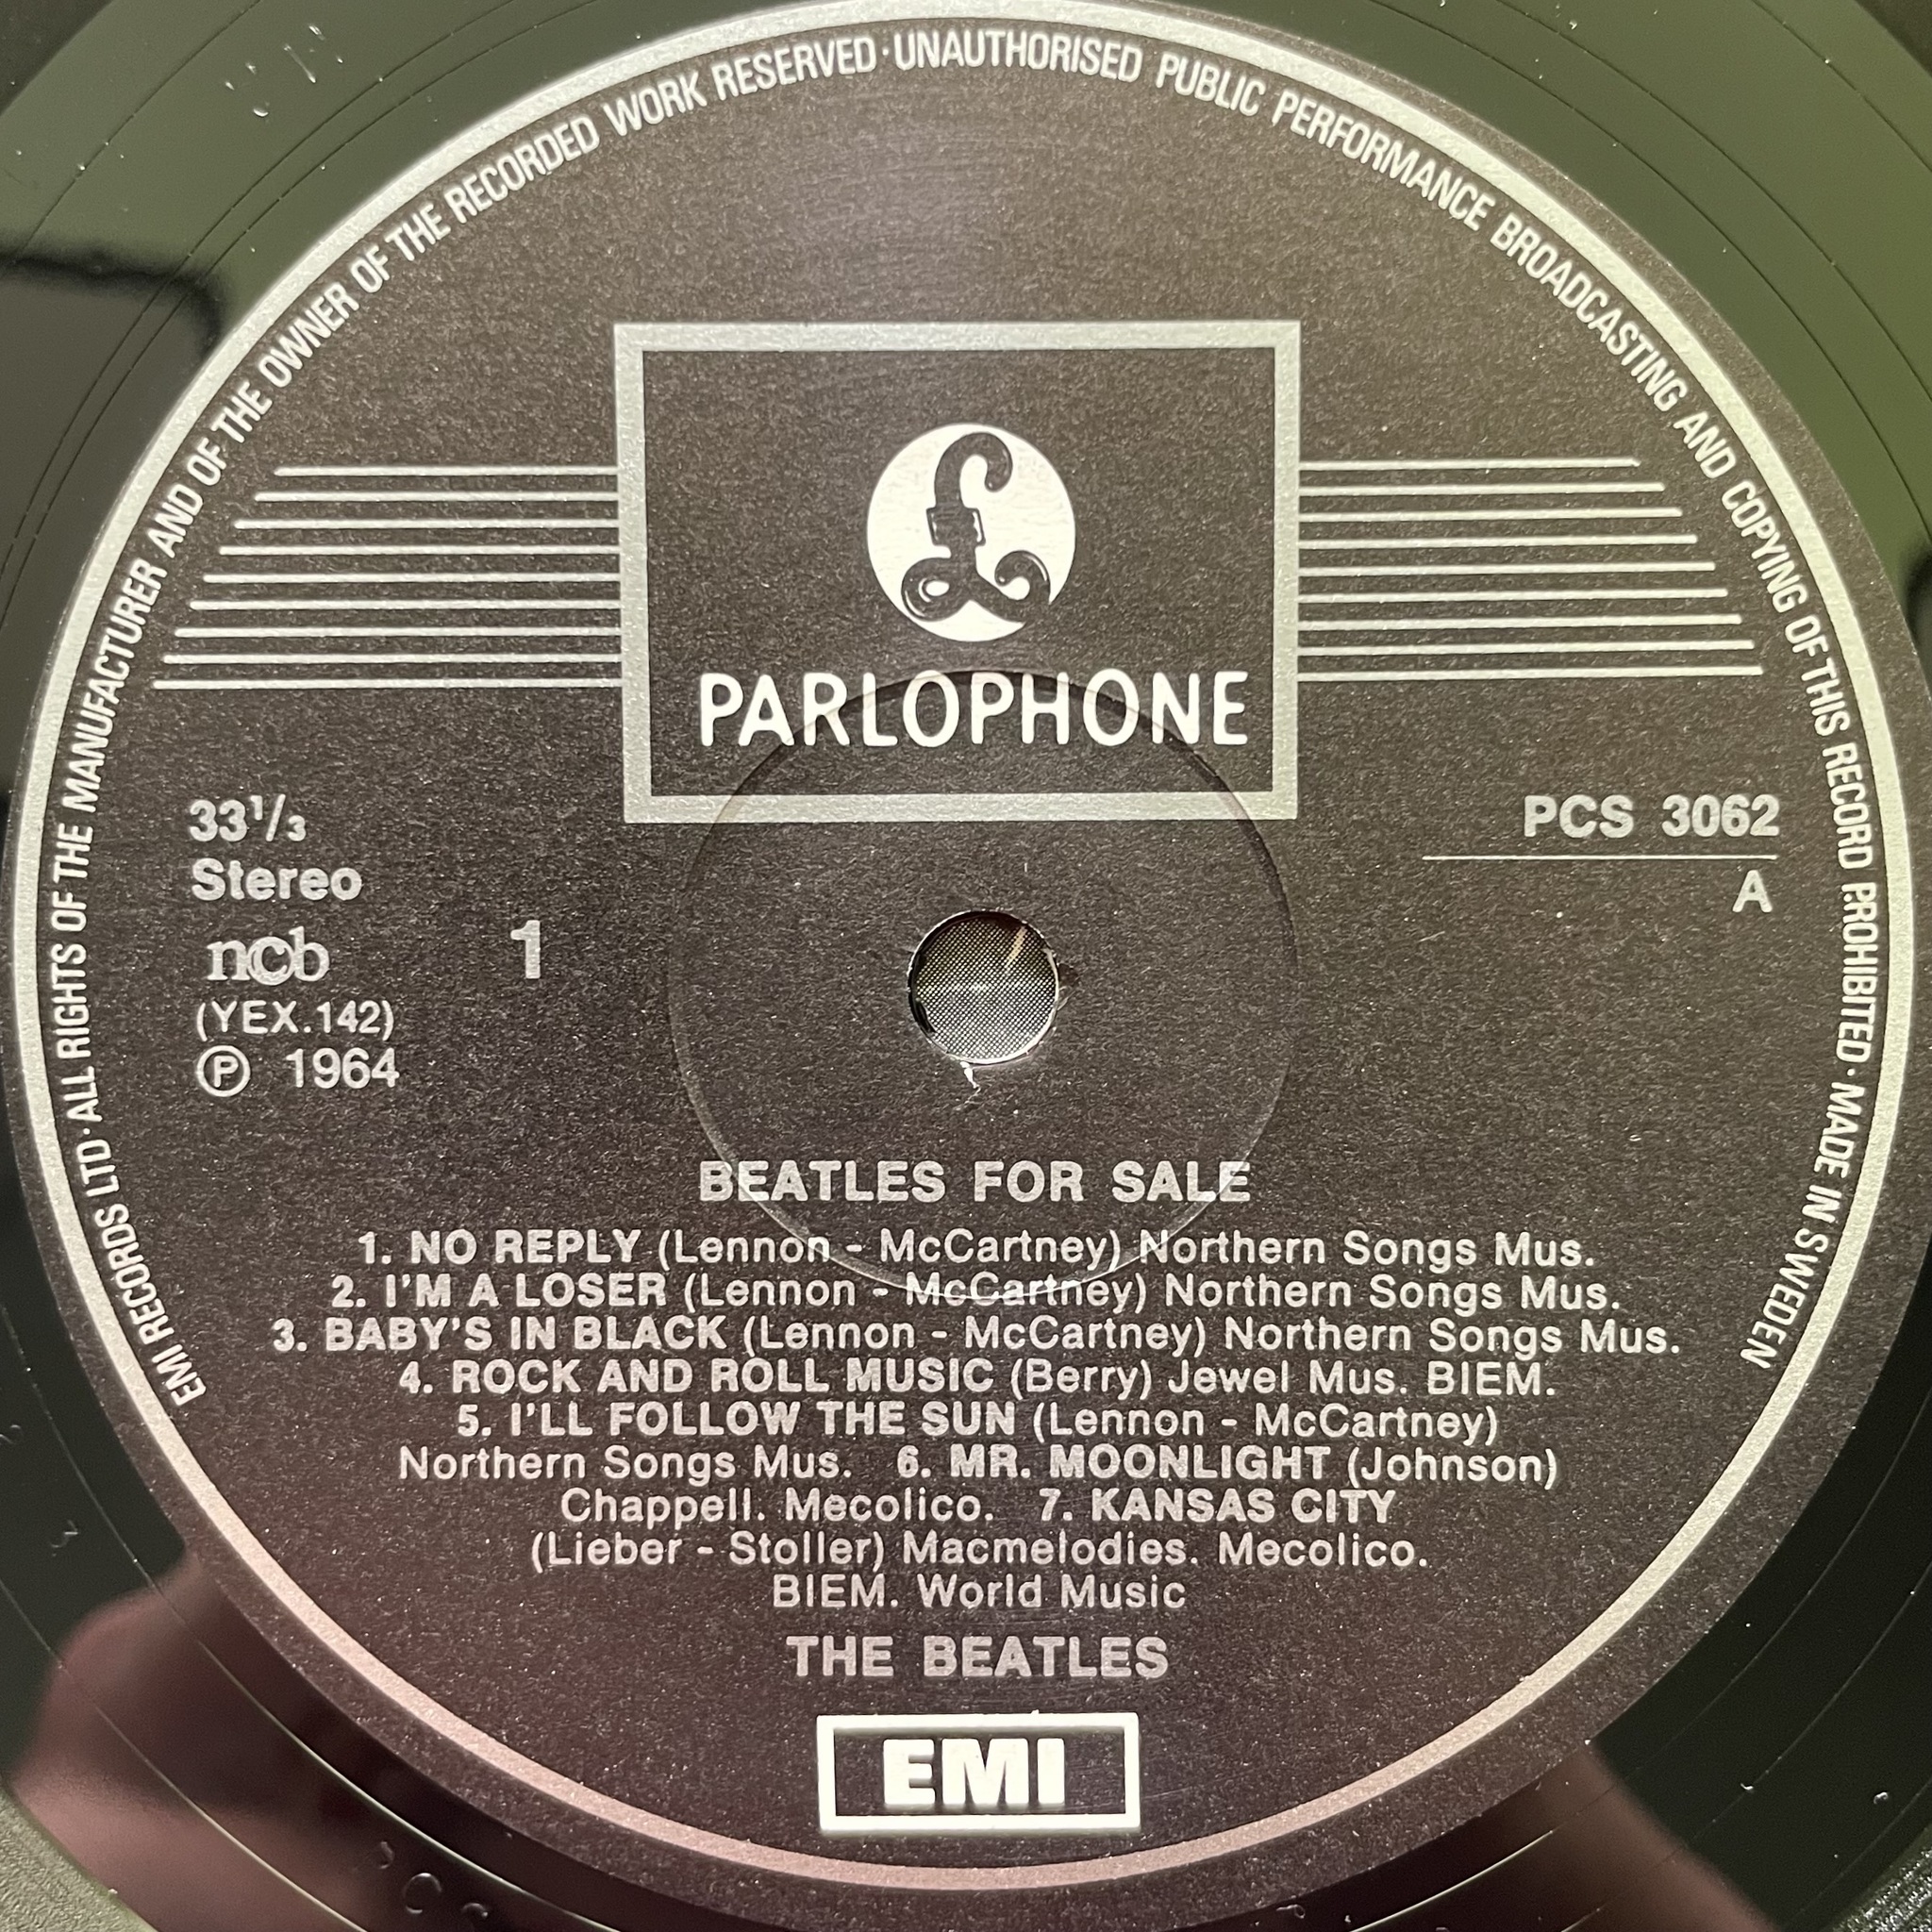 EMI RECORDS LTD·ALL RIGHTS OF THE MANUFACTURER AND OF THE OWNER OF THE RECORDED WORK RESERVED·UNAUTHORISED PUBLIC PERFORMANCE BROADCASTING AND COPYING OF THIS RECORD PROHIBITED·MADE IN SWEDEN
PARLOPHONE
33 1/3
Stereo
ncb
(YEX.142)
Ⓟ 1964
1
PCS 3062
A
BEATLES FOR SALE
1. NO REPLY (Lennon - McCartney) Northern Songs Mus.
2. I'M A LOSER (Lennon - McCartney) Northern Songs Mus.
3. BABY'S IN BLACK (Lennon - McCartney) Northern Songs Mus.
4. ROCK AND ROLL MUSIC (Berry) Jewel Mus. BIEM.
5. I'LL FOLLOW THE SUN (Lennon - McCartney)
Northern Songs Mus. 6. MR. MOONLIGHT (Johnson)
Chappell. Mecolico. 7. KANSAS CITY
(Lieber - Stoller) Macmelodies. Mecolico.
BIEM. World Music
THE BEATLES
EMI